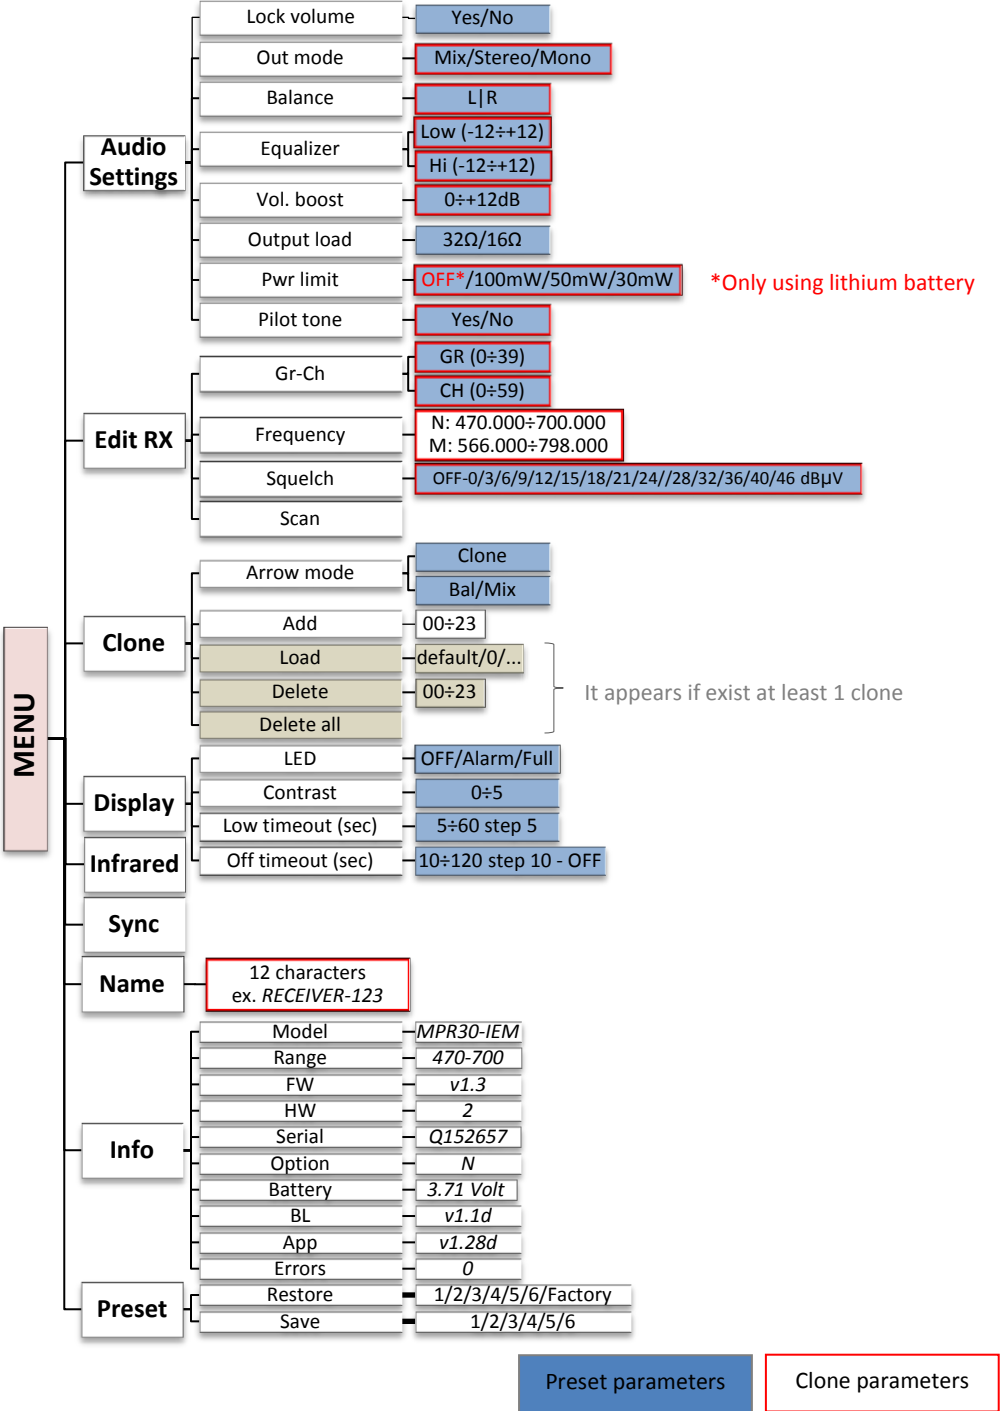 MENU
Audio
Settings
Lock volume
Yes/No
Out mode
Mix/Stereo/Mono
Balance
L|R
Equalizer
Low (-12÷+12)
Hi (-12÷+12)
Vol. boost
0÷+12dB
Output load
32Ω/16Ω
Pwr limit
OFF*/100mW/50mW/30mW
*Only using lithium battery
Pilot tone
Yes/No
Edit RX
Gr-Ch
GR (0÷39)
CH (0÷59)
Frequency
N: 470.000÷700.000
M: 566.000÷798.000
Squelch
OFF-0/3/6/9/12/15/18/21/24//28/32/36/40/46 dBµV
Scan
Clone
Arrow mode
Clone
Bal/Mix
Add
00÷23
Load
default/0/...
Delete
00÷23
Delete all
It appears if exist at least 1 clone
Display
LED
OFF/Alarm/Full
Contrast
0÷5
Low timeout (sec)
5÷60 step 5
Off timeout (sec)
10÷120 step 10 - OFF
Infrared
Sync
Name
12 characters
ex. RECEIVER-123
Info
Model
MPR30-IEM
Range
470-700
FW
v1.3
HW
2
Serial
Q152657
Option
N
Battery
3.71 Volt
BL
v1.1d
App
v1.28d
Errors
0
Preset
Restore
1/2/3/4/5/6/Factory
Save
1/2/3/4/5/6
Preset parameters
Clone parameters